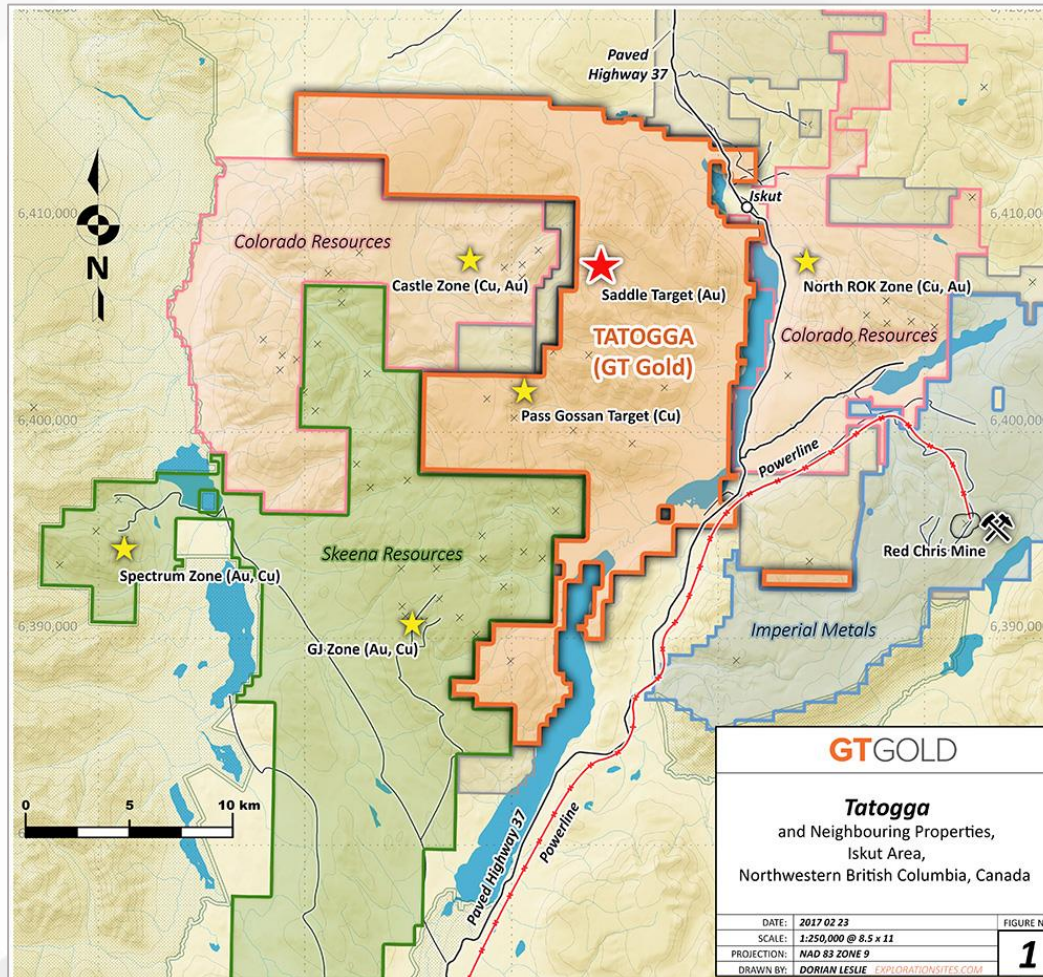 6,420,000
Paved
Highway 37
Iskut
6,410,000
6,410,000
N
Colorado Resources
Castle Zone (Cu, Au)
Saddle Target (Au)
North ROK Zone (Cu, Au)
Colorado Resources
TATOGGA
(GT Gold)
Pass Gossan Target (Cu)
6,400,000
6,400,000
Powerline
Red Chris Mine
Skeena Resources
Spectrum Zone (Au, Cu)
GJ Zone (Au, Cu)
6,390,000
6,390,000
Imperial Metals
0 5 10 km
Paved Highway 37
Powerline
GTGOLD
Tatogga
and Neighbouring Properties,
Iskut Area,
Northwestern British Columbia, Canada
DATE: 2017 02 23
SCALE: 1:250,000 @ 8.5 x 11
PROJECTION: NAD 83 ZONE 9
DRAWN BY: DORIAN LESLIE EXPLORATIONSITES.COM
FIGURE N
1